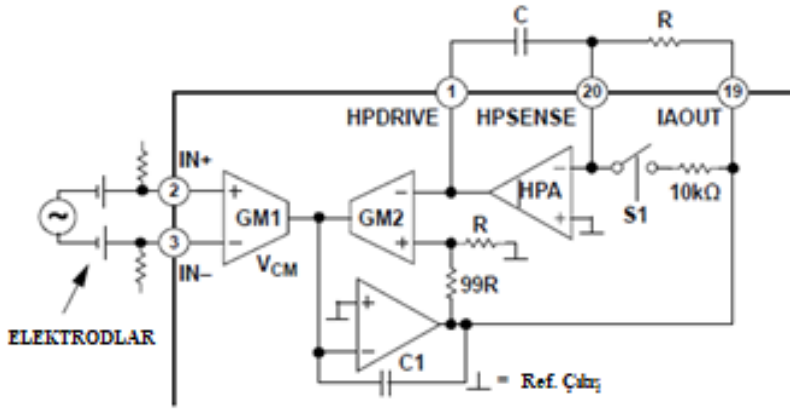 C
R
1
20
19
HPDRIVE
HPSENSE
IAOUT
IN+
2
+
GM1
−
3
IN−
VCM
−
GM2
+
−
HPA
+
S1
10kΩ
R
99R
+
−
C1
ELEKTRODLAR
= Ref. Çıkış